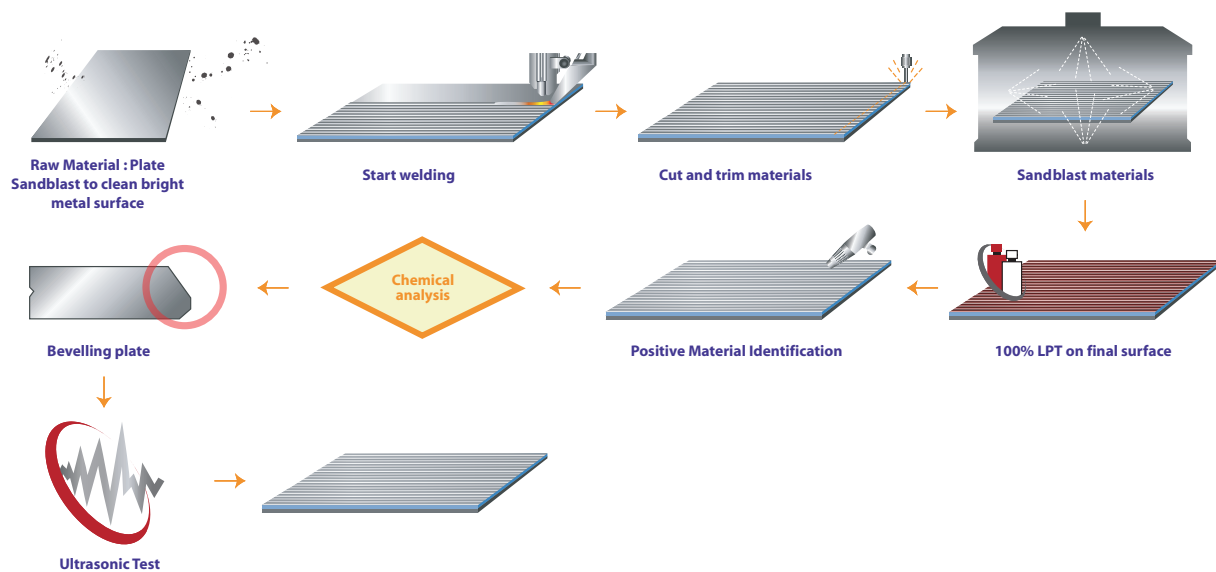 Raw Material : Plate
Sandblast to clean bright
metal surface
Start welding
Cut and trim materials
Sandblast materials
Bevelling plate
Chemical
analysis
Positive Material Identification
100% LPT on final surface
Ultrasonic Test